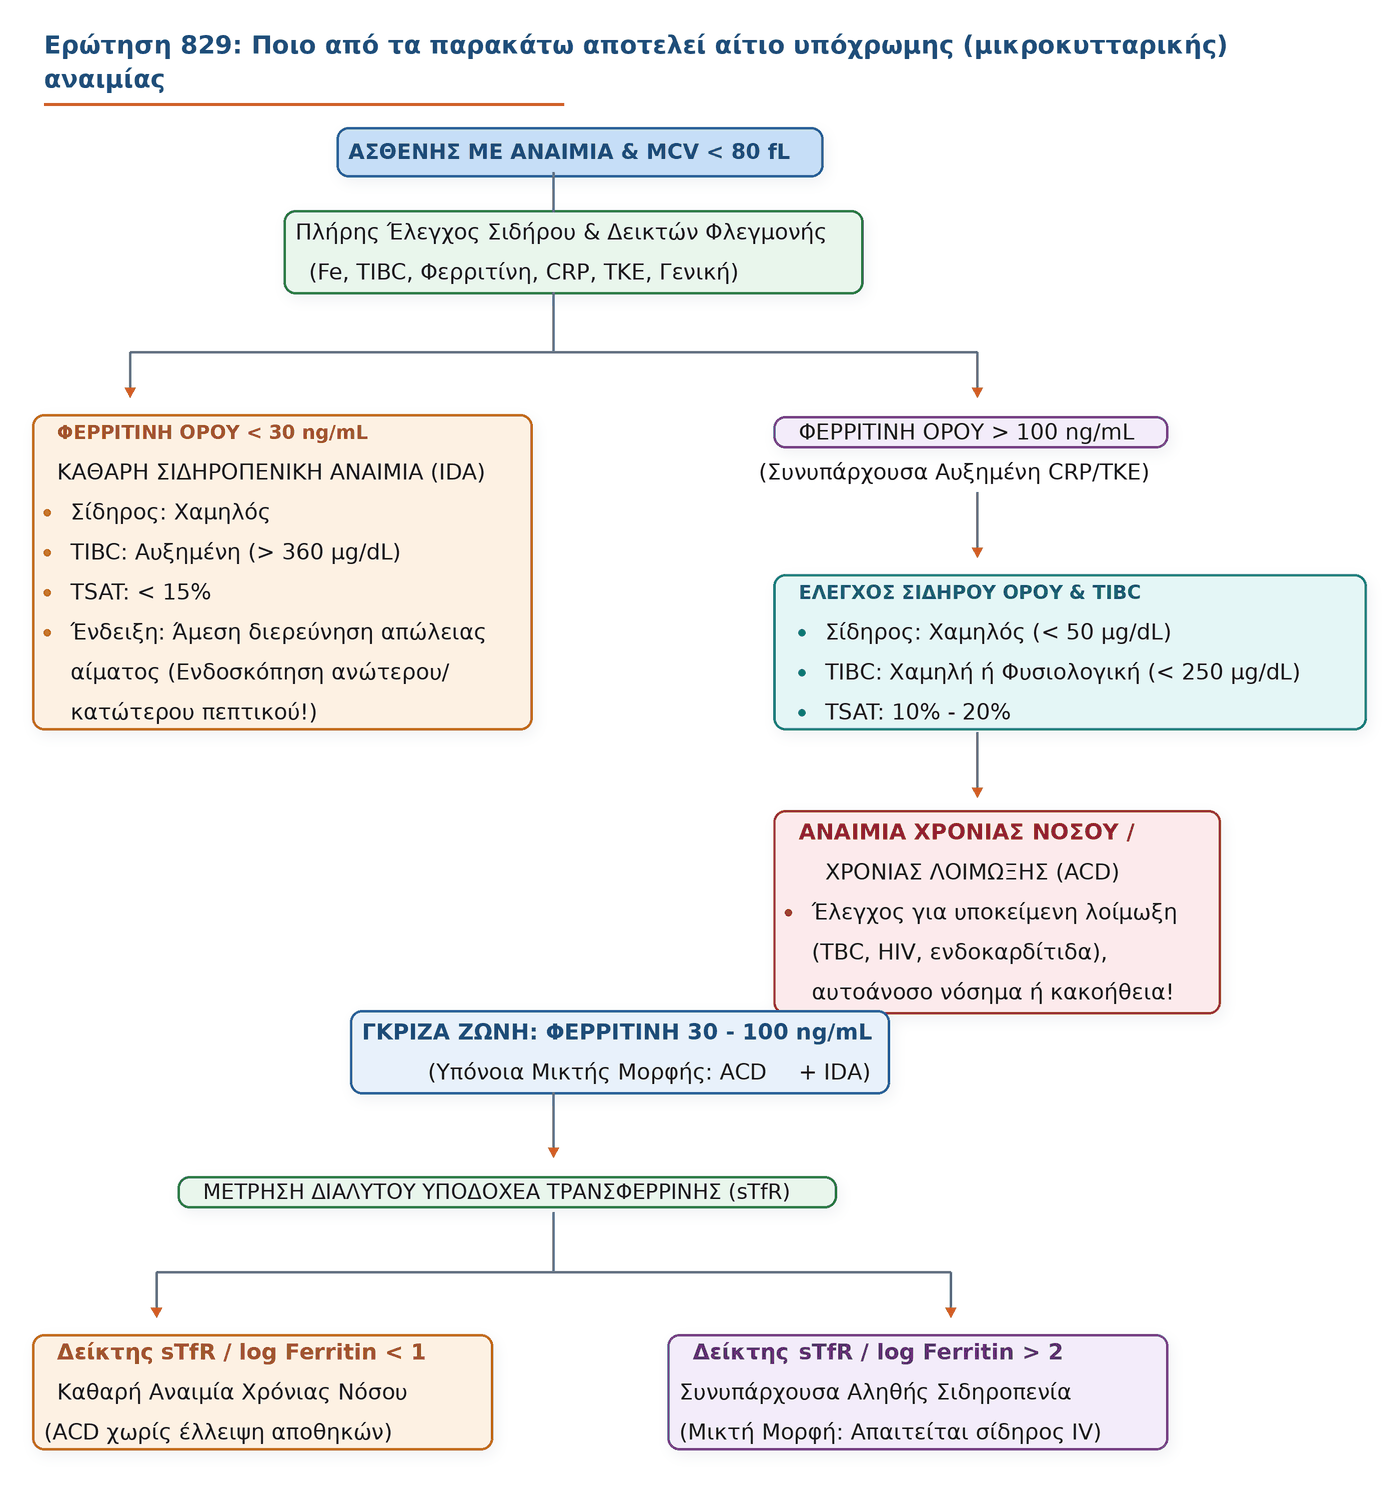 Ερώτηση 829: Ποιο από τα παρακάτω αποτελεί αίτιο υπόχρωμης (μικροκυτταρικής)
αναιμίας
ΑΣΘΕΝΗΣ ΜΕ ΑΝΑΙΜΙΑ & MCV < 80 fL
Πλήρης Έλεγχος Σιδήρου & Δεικτών Φλεγμονής
(Fe, TIBC, Φερριτίνη, CRP, ΤΚΕ, Γενική)
ΦΕΡΡΙΤΙΝΗ ΟΡΟΥ < 30 ng/mL
ΚΑΘΑΡΗ ΣΙΔΗΡΟΠΕΝΙΚΗ ΑΝΑΙΜΙΑ (IDA)
• Σίδηρος: Χαμηλός
• TIBC: Αυξημένη (> 360 μg/dL)
• TSAT: < 15%
• Ένδειξη: Άμεση διερεύνηση απώλειας
αίματος (Ενδοσκόπηση ανώτερου/
κατώτερου πεπτικού!)
ΦΕΡΡΙΤΙΝΗ ΟΡΟΥ > 100 ng/mL
(Συνυπάρχουσα Αυξημένη CRP/ΤΚΕ)
ΕΛΕΓΧΟΣ ΣΙΔΗΡΟΥ ΟΡΟΥ & TIBC
• Σίδηρος: Χαμηλός (< 50 μg/dL)
• TIBC: Χαμηλή ή Φυσιολογική (< 250 μg/dL)
• TSAT: 10% - 20%
ΑΝΑΙΜΙΑ ΧΡΟΝΙΑΣ ΝΟΣΟΥ /
ΧΡΟΝΙΑΣ ΛΟΙΜΩΞΗΣ (ACD)
• Έλεγχος για υποκείμενη λοίμωξη
(TBC, HIV, ενδοκαρδίτιδα),
αυτοάνοσο νόσημα ή κακοήθεια!
ΓΚΡΙΖΑ ΖΩΝΗ: ΦΕΡΡΙΤΙΝΗ 30 - 100 ng/mL
(Υπόνοια Μικτής Μορφής: ACD + IDA)
ΜΕΤΡΗΣΗ ΔΙΑΛΥΤΟΥ ΥΠΟΔΟΧΕΑ ΤΡΑΝΣΦΕΡΡΙΝΗΣ (sTfR)
Δείκτης sTfR / log Ferritin < 1
Καθαρή Αναιμία Χρόνιας Νόσου
(ACD χωρίς έλλειψη αποθηκών)
Δείκτης sTfR / log Ferritin > 2
Συνυπάρχουσα Αληθής Σιδηροπενία
(Μικτή Μορφή: Απαιτείται σίδηρος IV)